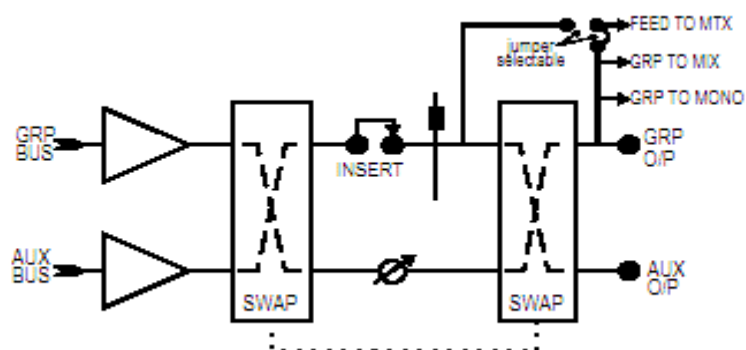 FEED TO MTX
jumper
selectable
GRP TO MIX
GRP TO MONO
GRP
BUS
INSERT
GRP
O/P
AUX
BUS
AUX
O/P
SWAP
SWAP